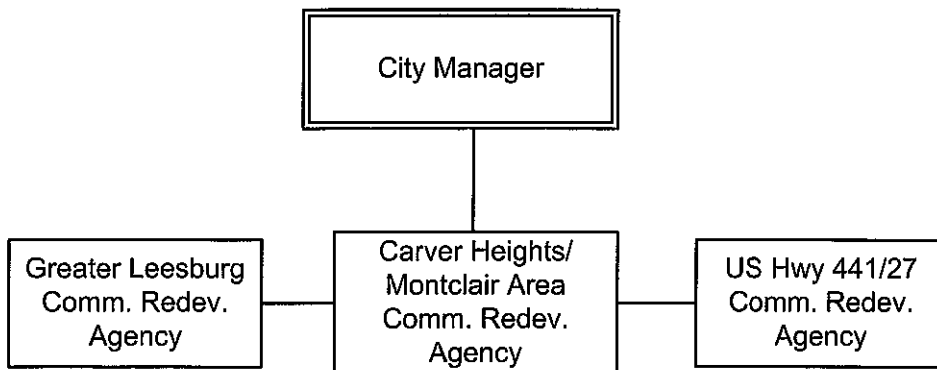 City Manager
Greater Leesburg
Comm. Redev.
Agency
Carver Heights/
Montclair Area
Comm. Redev.
Agency
US Hwy 441/27
Comm. Redev.
Agency